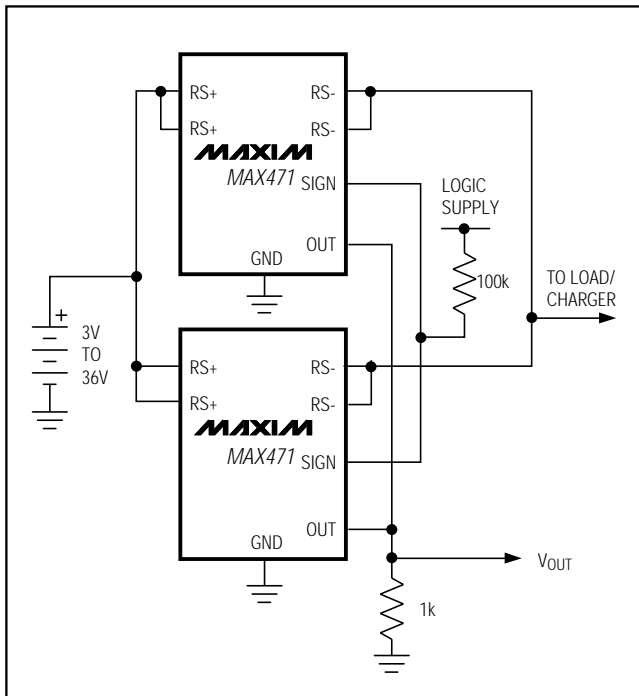 RS+
RS-
RS+
RS-
MAXIM
MAX471
SIGN
LOGIC
SUPPLY
OUT
GND
100k
TO LOAD/
CHARGER
+
3V
TO
36V
RS+
RS-
RS+
RS-
MAXIM
MAX471
SIGN
OUT
GND
VOUT
1k